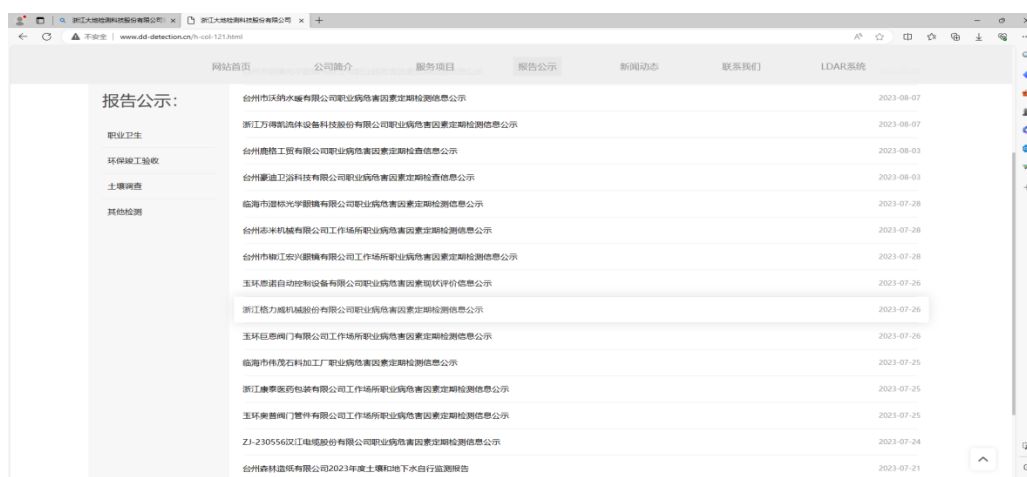 浙江大地检测科技股份有限公司 浙江大地检测科技股份有限公司
不安全 www.dd-detection.cn/h-col-121.html
网站首页 公司简介 服务项目 报告公示 新闻动态 联系我们 LDAR系统
报告公示：
职业卫生
环保竣工验收
土壤调查
其他检测
台州市沃纳水暖有限公司职业病危害因素定期检测信息公示 2023-08-07
浙江万得凯流体设备科技股份有限公司职业病危害因素定期检测信息公示 2023-08-07
台州鹿格工贸有限公司职业病危害因素定期检查信息公示 2023-08-03
台州豪迪卫浴科技有限公司职业病危害因素定期检查信息公示 2023-08-03
临海市澀标光学眼镜有限公司职业病危害因素定期检测信息公示 2023-07-28
台州志米机械有限公司工作场所职业病危害因素定期检测信息公示 2023-07-28
台州市椒江宏兴眼镜有限公司工作场所职业病危害因素定期检测信息公示 2023-07-28
玉环恩诺自动控制设备有限公司职业病危害因素现状评价信息公示 2023-07-26
浙江格力威机械股份有限公司职业病危害因素定期检测信息公示 2023-07-26
玉环巨恩阀门有限公司工作场所职业病危害因素定期检测信息公示 2023-07-26
临海市伟茂石料加工厂职业病危害因素定期检测信息公示 2023-07-25
浙江康泰医药包装有限公司工作场所职业病危害因素定期检测信息公示 2023-07-25
玉环奥普阀门管件有限公司工作场所职业病危害因素定期检测信息公示 2023-07-25
ZJ-230556汉江电缆股份有限公司职业病危害因素定期检测信息公示 2023-07-24
台州森林造纸有限公司2023年度土壤和地下水自行监测报告 2023-07-21